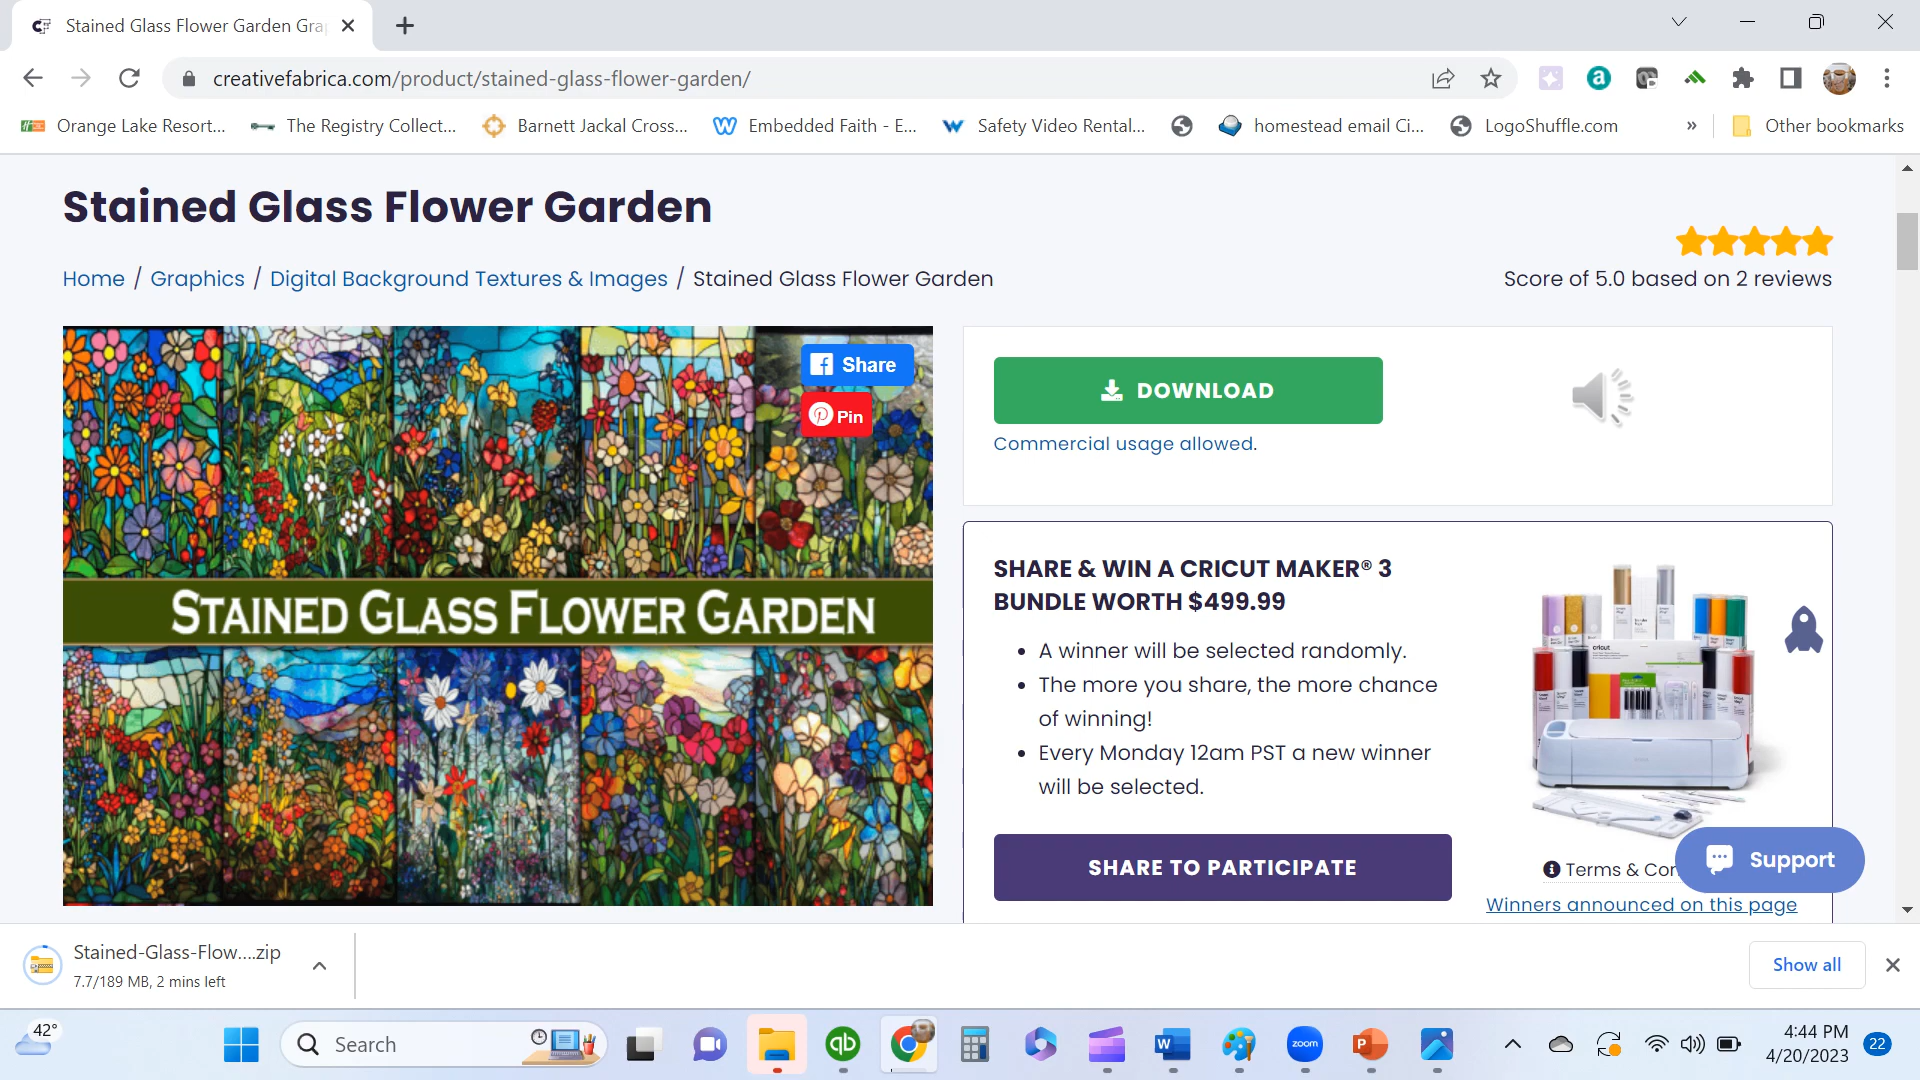 Stained Glass Flower Garden Gra
creativefabrica.com/product/stained-glass-flower-garden/
Orange Lake Resort...
The Registry Collect...
Barnett Jackal Cross...
Embedded Faith - E...
Safety Video Rental...
homestead email Ci...
LogoShuffle.com
»
Other bookmarks
Stained Glass Flower Garden
Home / Graphics / Digital Background Textures & Images / Stained Glass Flower Garden
Score of 5.0 based on 2 reviews
Share
Pin
STAINED GLASS FLOWER GARDEN
DOWNLOAD
Commercial usage allowed.
SHARE & WIN A CRICUT MAKER® 3
BUNDLE WORTH $499.99
• A winner will be selected randomly.
• The more you share, the more chance
of winning!
• Every Monday 12am PST a new winner
will be selected.
SHARE TO PARTICIPATE
cricut
Terms & Con
Support
Winners announced on this page
Stained-Glass-Flow....zip
7.7/189 MB, 2 mins left
Show all
42°
Search
qb
W
zoom
P
4:44 PM
4/20/2023
22